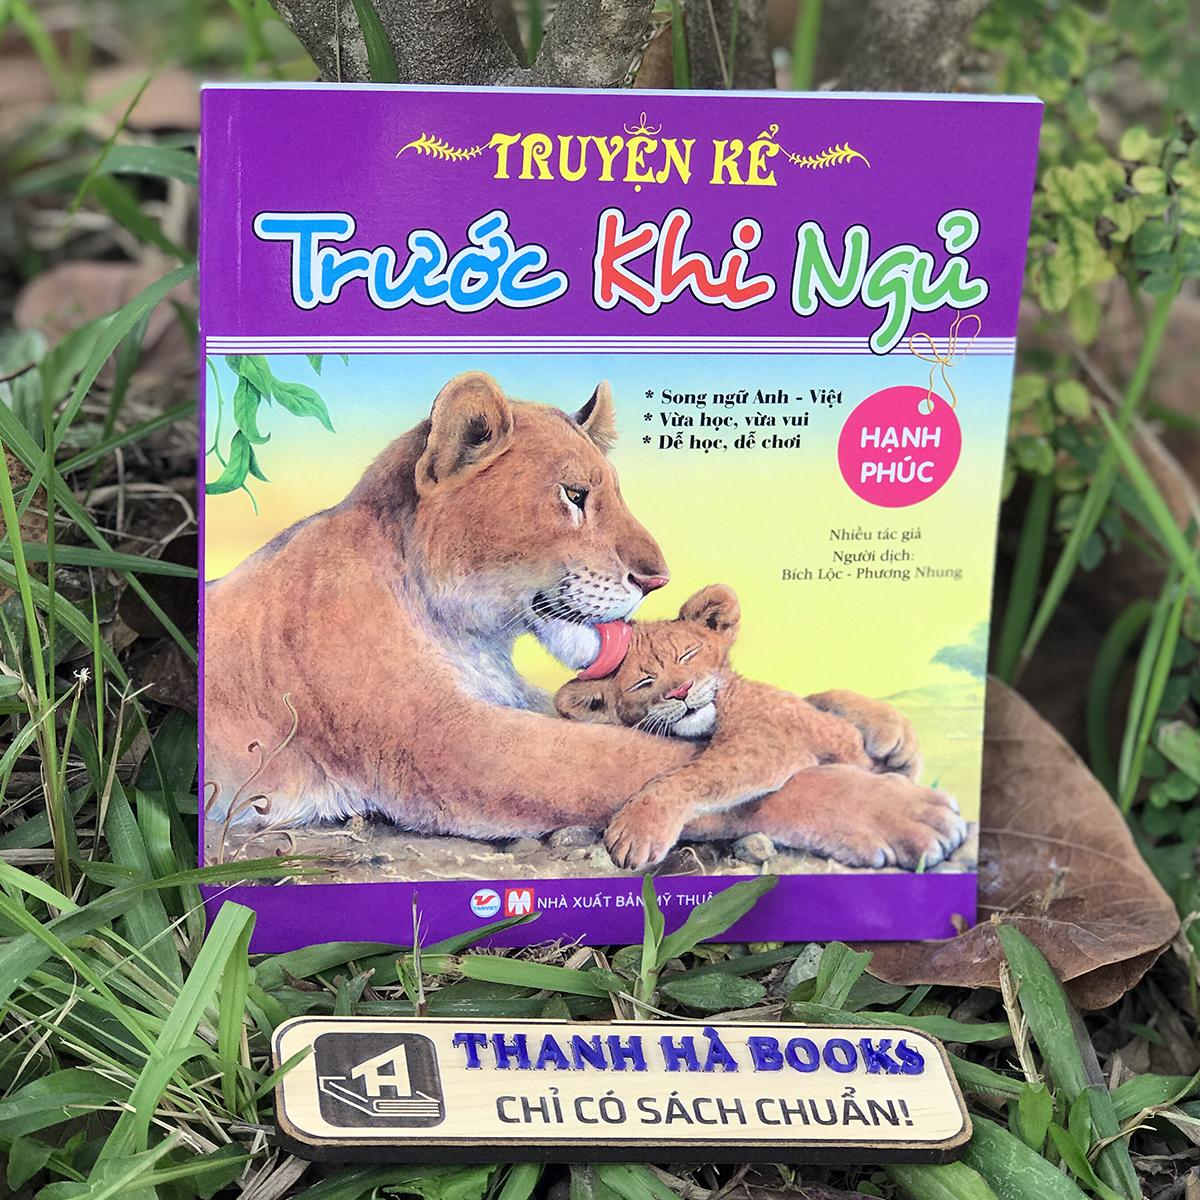 TRUYỆN KỂ
Trước Khi Ngủ
* Song ngữ Anh - Việt
* Vừa học, vừa vui
* Dễ học, dễ chơi
HẠNH
PHÚC
Nhiều tác giả
Người dịch:
Bích Lộc - Phương Nhung
TANVIET
NHÀ XUẤT BẢN MỸ THUẬ
THANH HÀ BOOKS
CHỈ CÓ SÁCH CHUẨN!